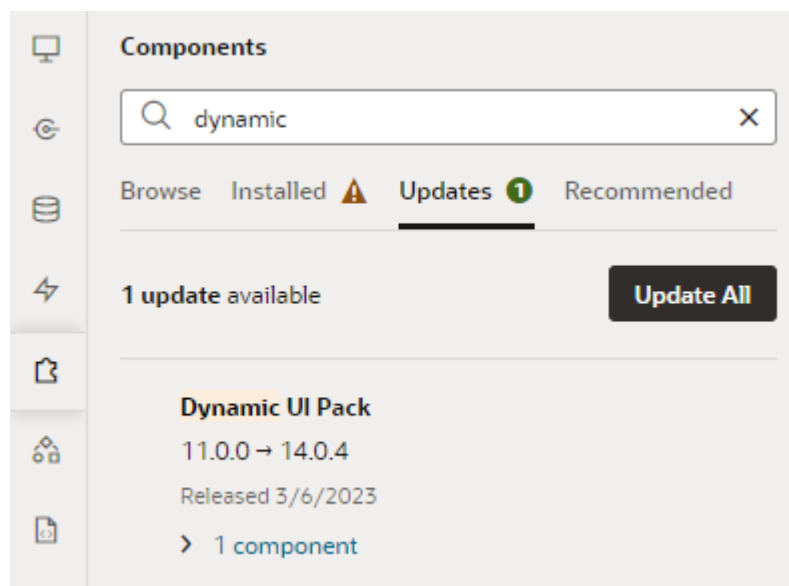 Components
dynamic
Browse Installed Updates 1 Recommended
1 update available Update All
Dynamic UI Pack
11.0.0 → 14.0.4
Released 3/6/2023
1 component